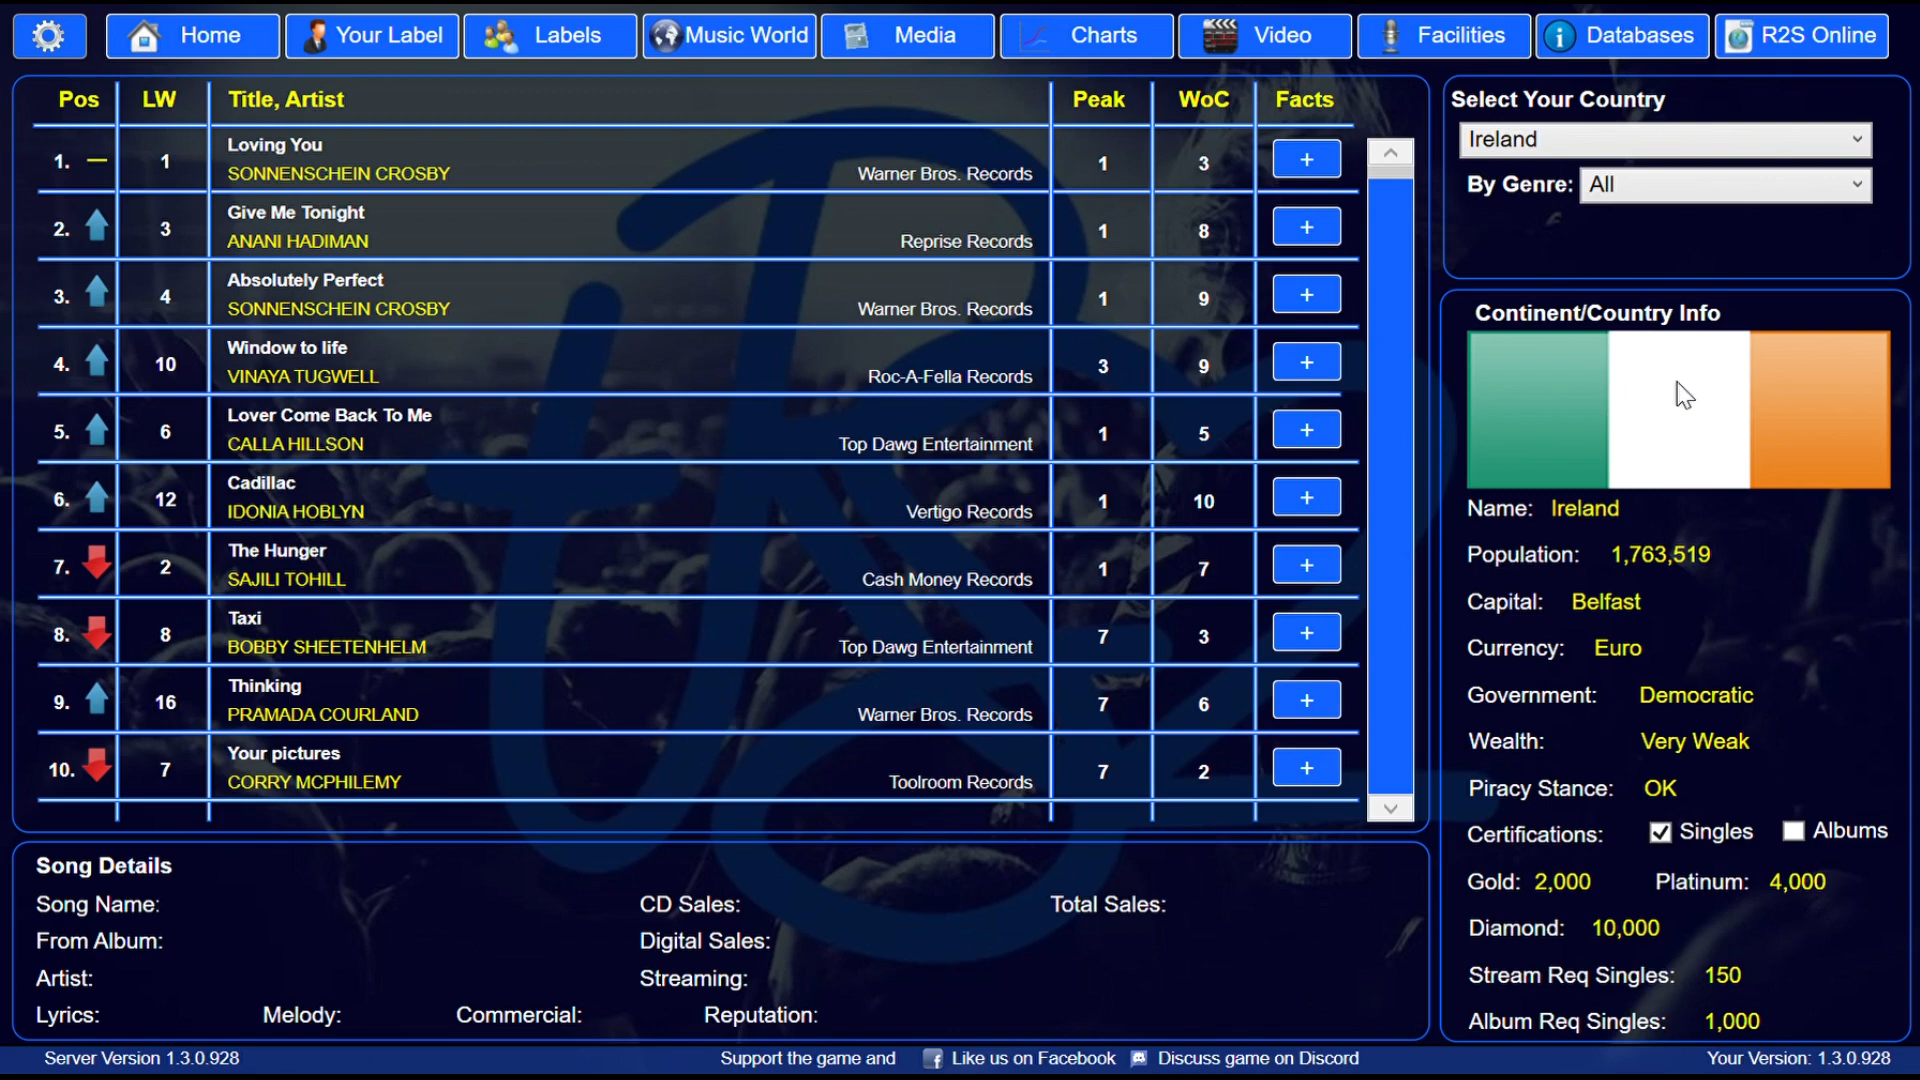 Home
Your Label
Labels
Music World
Media
Charts
Video
Facilities
Databases
R2S Online
Pos LW Title, Artist Peak WoC Facts
1. 1 Loving You 1 3 +
SONNENSCHEIN CROSBY Warner Bros. Records
2. 3 Give Me Tonight 1 8 +
ANANI HADIMAN Reprise Records
3. 4 Absolutely Perfect 1 9 +
SONNENSCHEIN CROSBY Warner Bros. Records
4. 10 Window to life 3 9 +
VINAYA TUGWELL Roc-A-Fella Records
5. 6 Lover Come Back To Me 1 5 +
CALLA HILLSON Top Dawg Entertainment
6. 12 Cadillac 1 10 +
IDONIA HOBLYN Vertigo Records
7. 2 The Hunger 1 7 +
SAJILI TOHILL Cash Money Records
8. 8 Taxi 7 3 +
BOBBY SHEETENHELM Top Dawg Entertainment
9. 16 Thinking 7 6 +
PRAMADA COURLAND Warner Bros. Records
10. 7 Your pictures 7 2 +
CORRY MCPHILEMY Toolroom Records
Select Your Country
Ireland
By Genre: All
Continent/Country Info
Name: Ireland
Population: 1,763,519
Capital: Belfast
Currency: Euro
Government: Democratic
Wealth: Very Weak
Piracy Stance: OK
Certifications: Singles Albums
Gold: 2,000 Platinum: 4,000
Diamond: 10,000
Stream Req Singles: 150
Album Req Singles: 1,000
Song Details
Song Name: CD Sales: Total Sales:
From Album: Digital Sales:
Artist: Streaming:
Lyrics: Melody: Commercial: Reputation:
Server Version 1.3.0.928 Support the game and Like us on Facebook Discuss game on Discord Your Version: 1.3.0.928